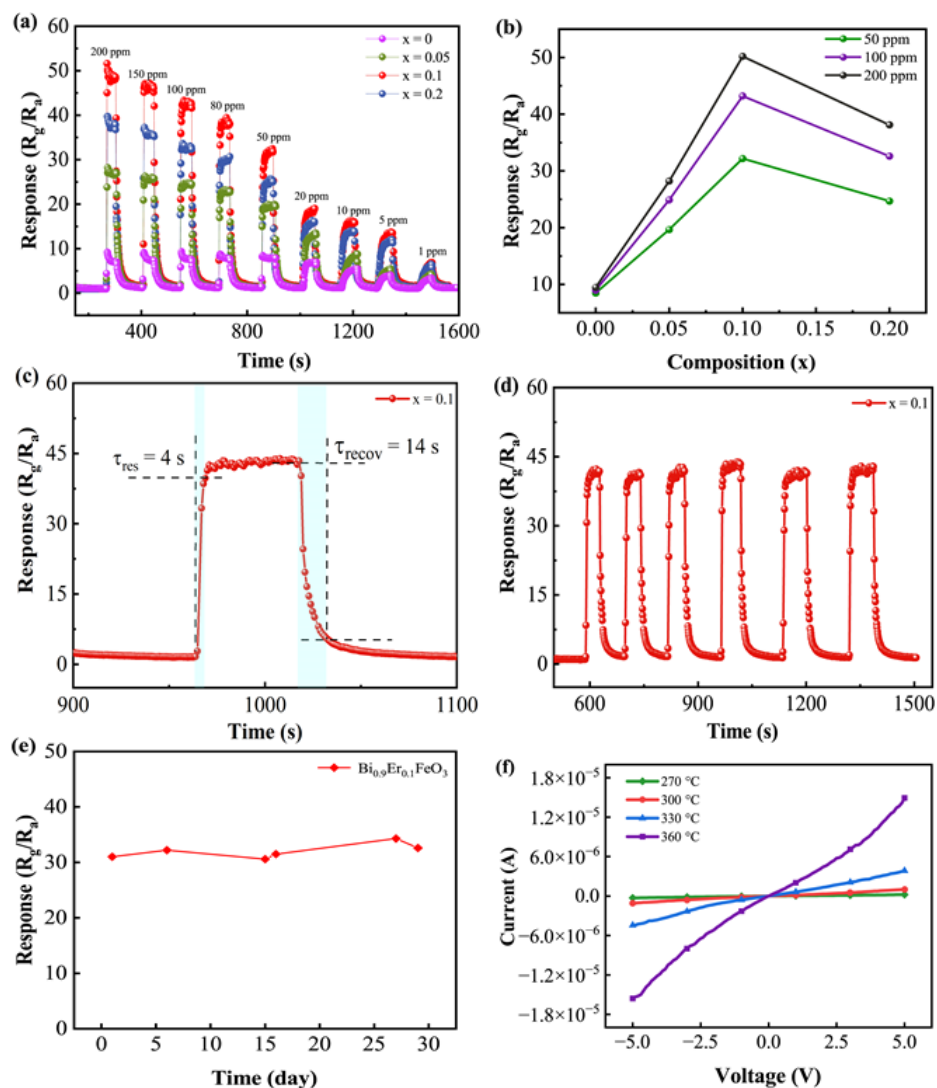 (a)
60
50
40
30
20
10
0
Response (Rg/Ra)
200 ppm
150 ppm
100 ppm
80 ppm
50 ppm
20 ppm
10 ppm
5 ppm
1 ppm
x = 0
x = 0.05
x = 0.1
x = 0.2
400 800 1200 1600
Time (s)
(b)
50
40
30
20
10
Response (Rg/Ra)
50 ppm
100 ppm
200 ppm
0.00 0.05 0.10 0.15 0.20
Composition (x)
(c)
60
45
30
15
0
Response (Rg/Ra)
x = 0.1
τres = 4 s
τrecov = 14 s
900 1000 1100
Time (s)
(d)
60
45
30
15
0
Response (Rg/Ra)
x = 0.1
600 900 1200 1500
Time (s)
(e)
50
40
30
20
10
0
Response (Rg/Ra)
Bi0.9Er0.1FeO3
0 5 10 15 20 25 30
Time (day)
(f)
1.8×10⁻⁵
1.2×10⁻⁵
6.0×10⁻⁶
0.0
−6.0×10⁻⁶
−1.2×10⁻⁵
−1.8×10⁻⁵
Current (A)
270 °C
300 °C
330 °C
360 °C
−5.0 −2.5 0.0 2.5 5.0
Voltage (V)